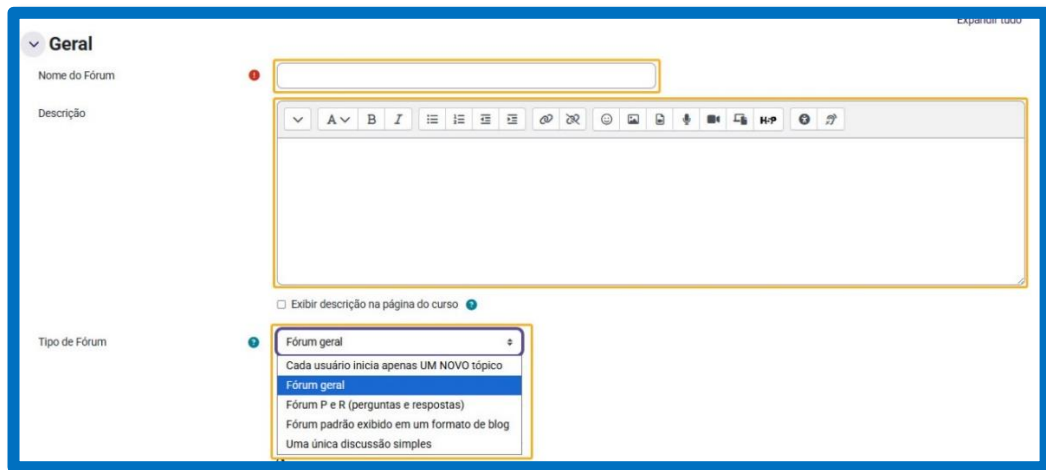 Expandir tudo
Geral
Nome do Fórum
Descrição
A B I H-P
Exibir descrição na página do curso
Tipo de Fórum
Fórum geral
Cada usuário inicia apenas UM NOVO tópico
Fórum geral
Fórum P e R (perguntas e respostas)
Fórum padrão exibido em um formato de blog
Uma única discussão simples